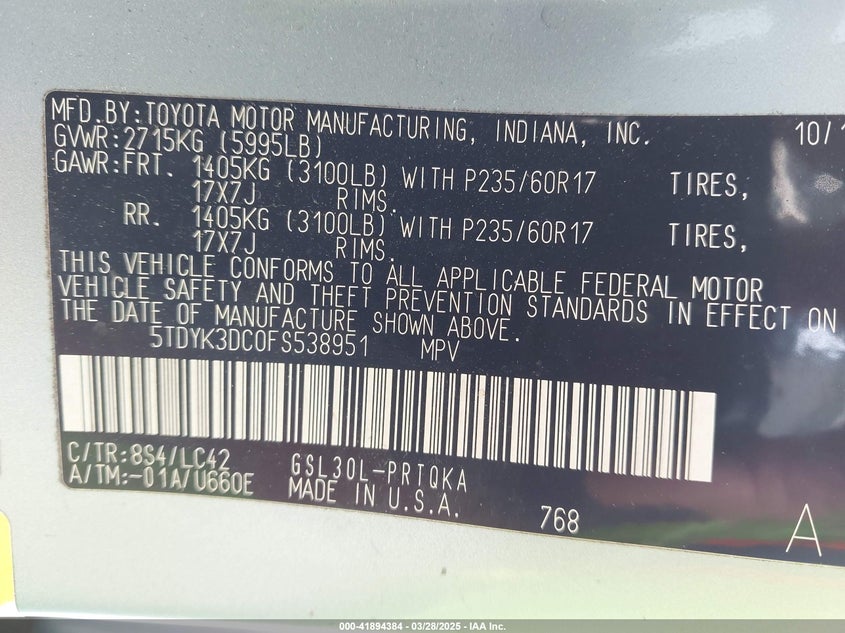 MFD.BY:TOYOTA MOTOR MANUFACTURING, INDIANA, INC. 10/1
GVWR:2715KG (5995LB)
GAWR:FRT. 1405KG (3100LB) WITH P235/60R17 TIRES,
17X7J RIMS.
RR. 1405KG (3100LB) WITH P235/60R17 TIRES,
17X7J RIMS.
THIS VEHICLE CONFORMS TO ALL APPLICABLE FEDERAL MOTOR
VEHICLE SAFETY AND THEFT PREVENTION STANDARDS IN EFFECT ON
THE DATE OF MANUFACTURE SHOWN ABOVE.
5TDYK3DC0FS538951 MPV
C/TR:8S4/LC42 GSL30L-PRTQKA
A/TM:-01A/U660E MADE IN U.S.A. 768 A
000-41894384 | 03/28/2025 - IAA Inc.